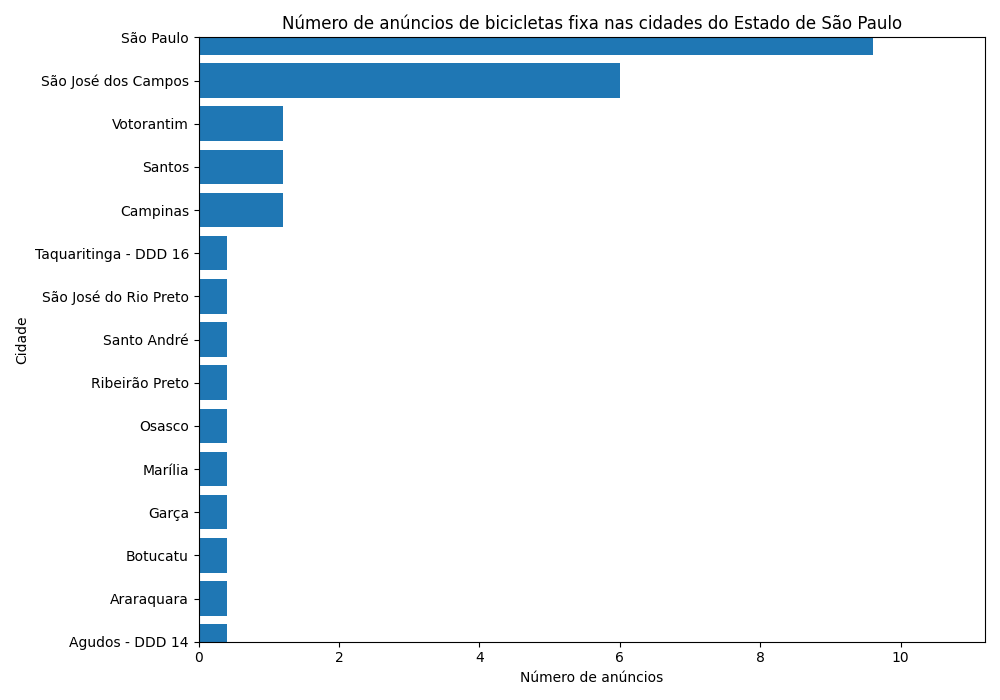 Número de anúncios de bicicletas fixa nas cidades do Estado de São Paulo
São Paulo
São José dos Campos
Votorantim
Santos
Campinas
Taquaritinga - DDD 16
São José do Rio Preto
Santo André
Ribeirão Preto
Osasco
Marília
Garça
Botucatu
Araraquara
Agudos - DDD 14
Cidade
0 2 4 6 8 10
Número de anúncios